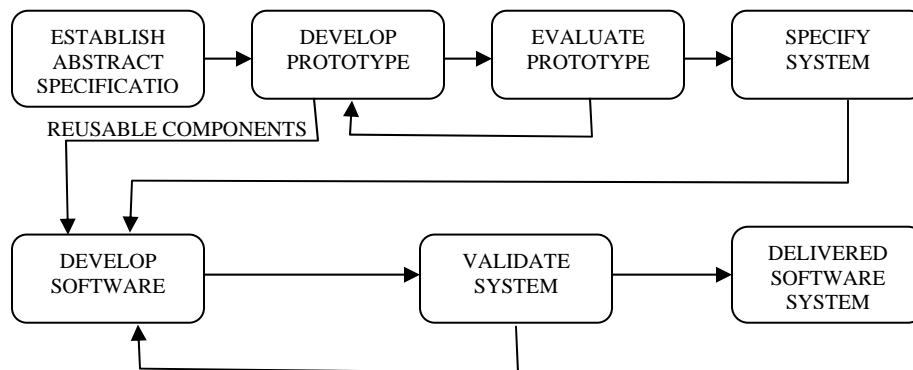 ESTABLISH
ABSTRACT
SPECIFICATIO
DEVELOP
PROTOTYPE
EVALUATE
PROTOTYPE
SPECIFY
SYSTEM
REUSABLE COMPONENTS
DEVELOP
SOFTWARE
VALIDATE
SYSTEM
DELIVERED
SOFTWARE
SYSTEM